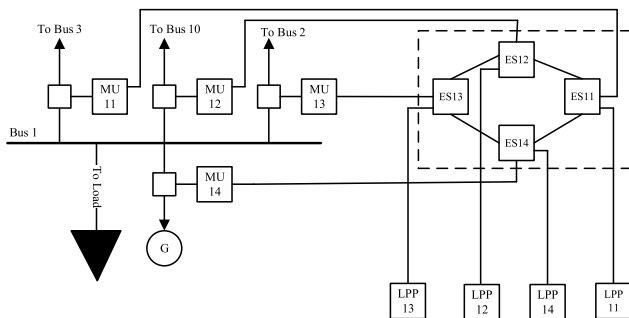 To Bus 3
To Bus 10
To Bus 2
MU
11
MU
12
MU
13
ES12
ES13
ES11
ES14
Bus 1
To Load
MU
14
G
LPP
13
LPP
12
LPP
14
LPP
11